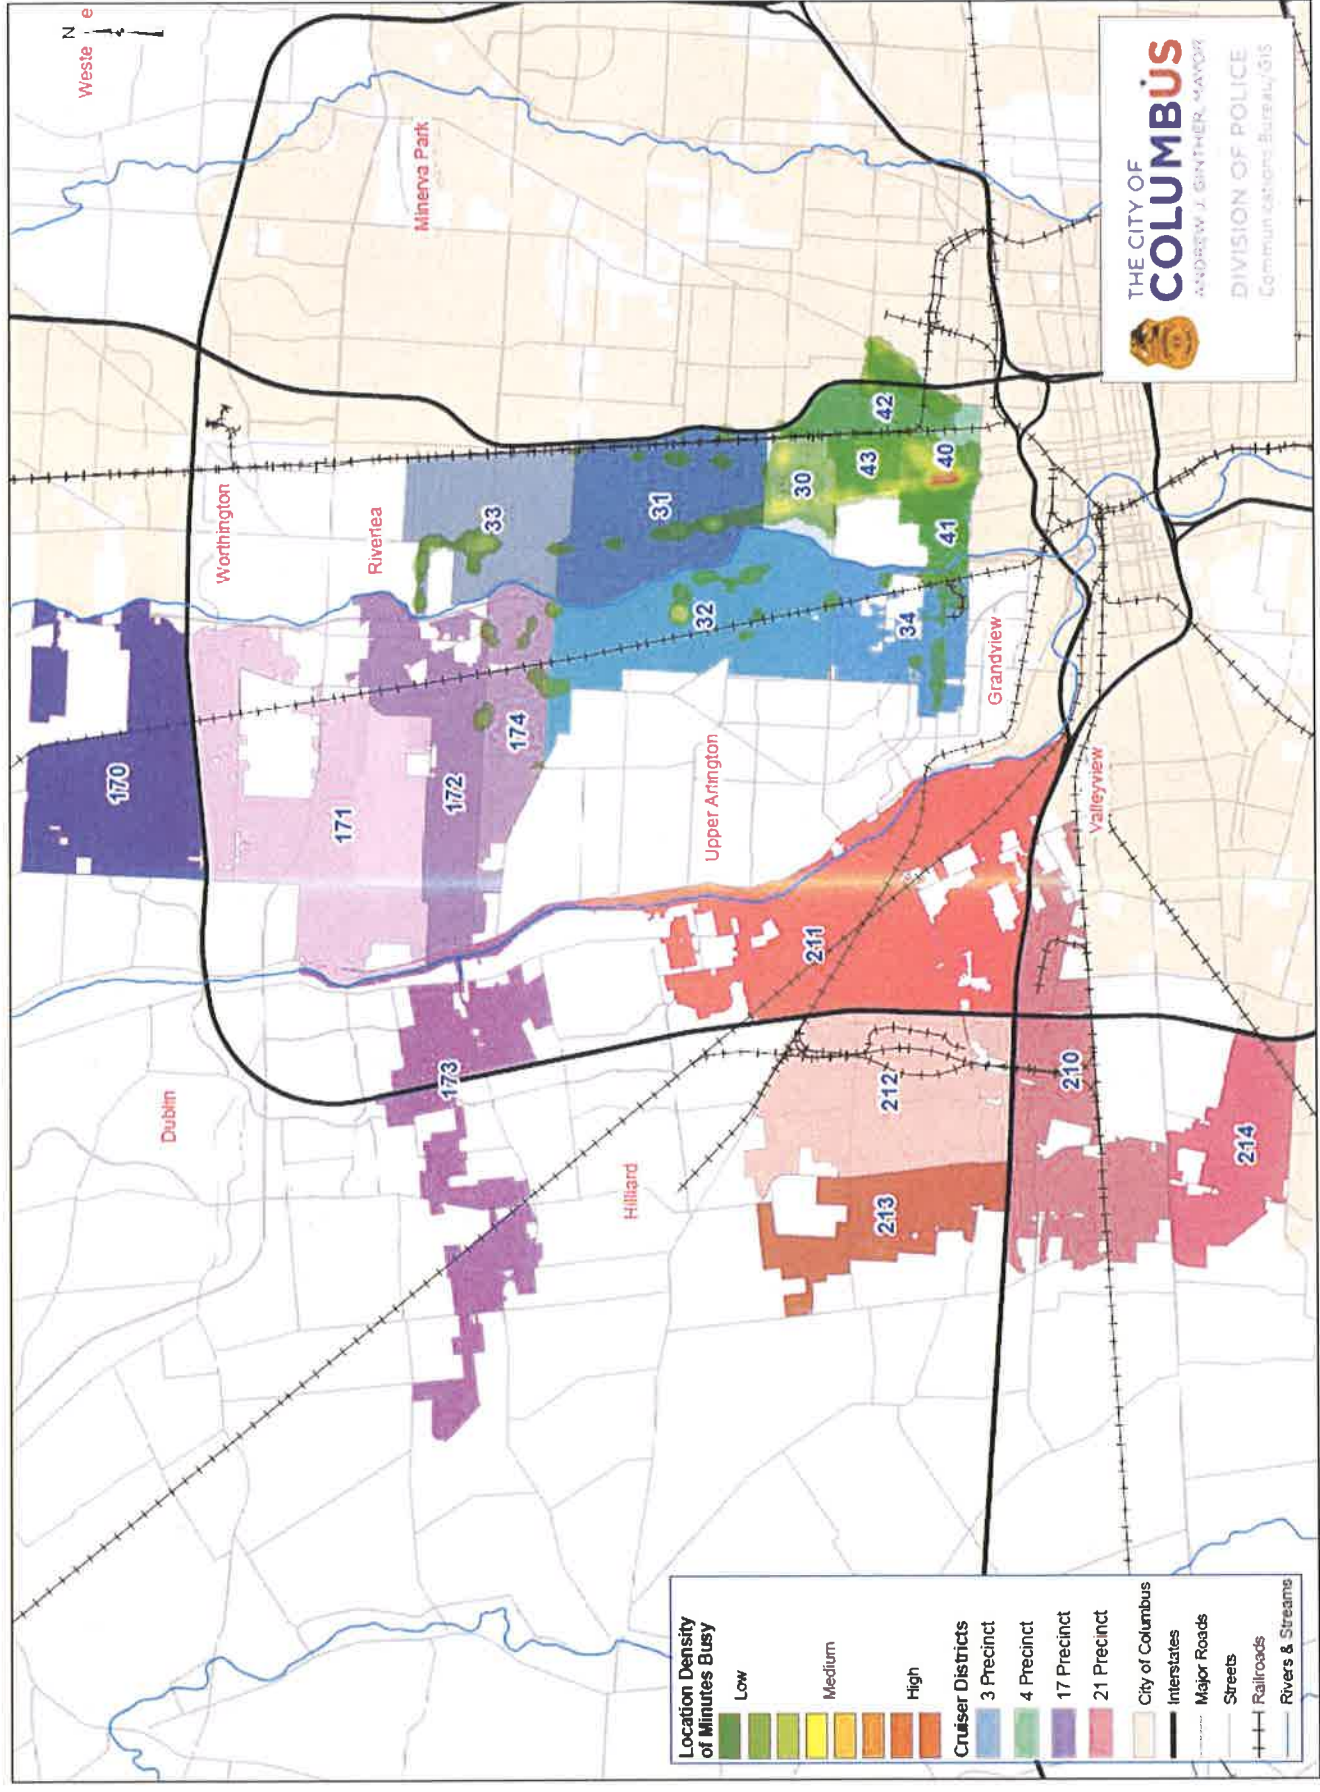 N
Weste e
Worthington
Minerva Park
Riverlea
Dublin
Hilliard
Upper Arlington
Grandview
Valleyview
170
171
172
173
174
33
31
32
30
34
43
42
40
41
211
212
213
210
214
THE CITY OF
COLUMBUS
ANDREW J. GINTHER, MAYOR
DIVISION OF POLICE
Communications Bureau/GIS
Location Density
of Minutes Busy
Low
Medium
High
Cruiser Districts
3 Precinct
4 Precinct
17 Precinct
21 Precinct
City of Columbus
Interstates
Major Roads
Streets
Railroads
Rivers & Streams